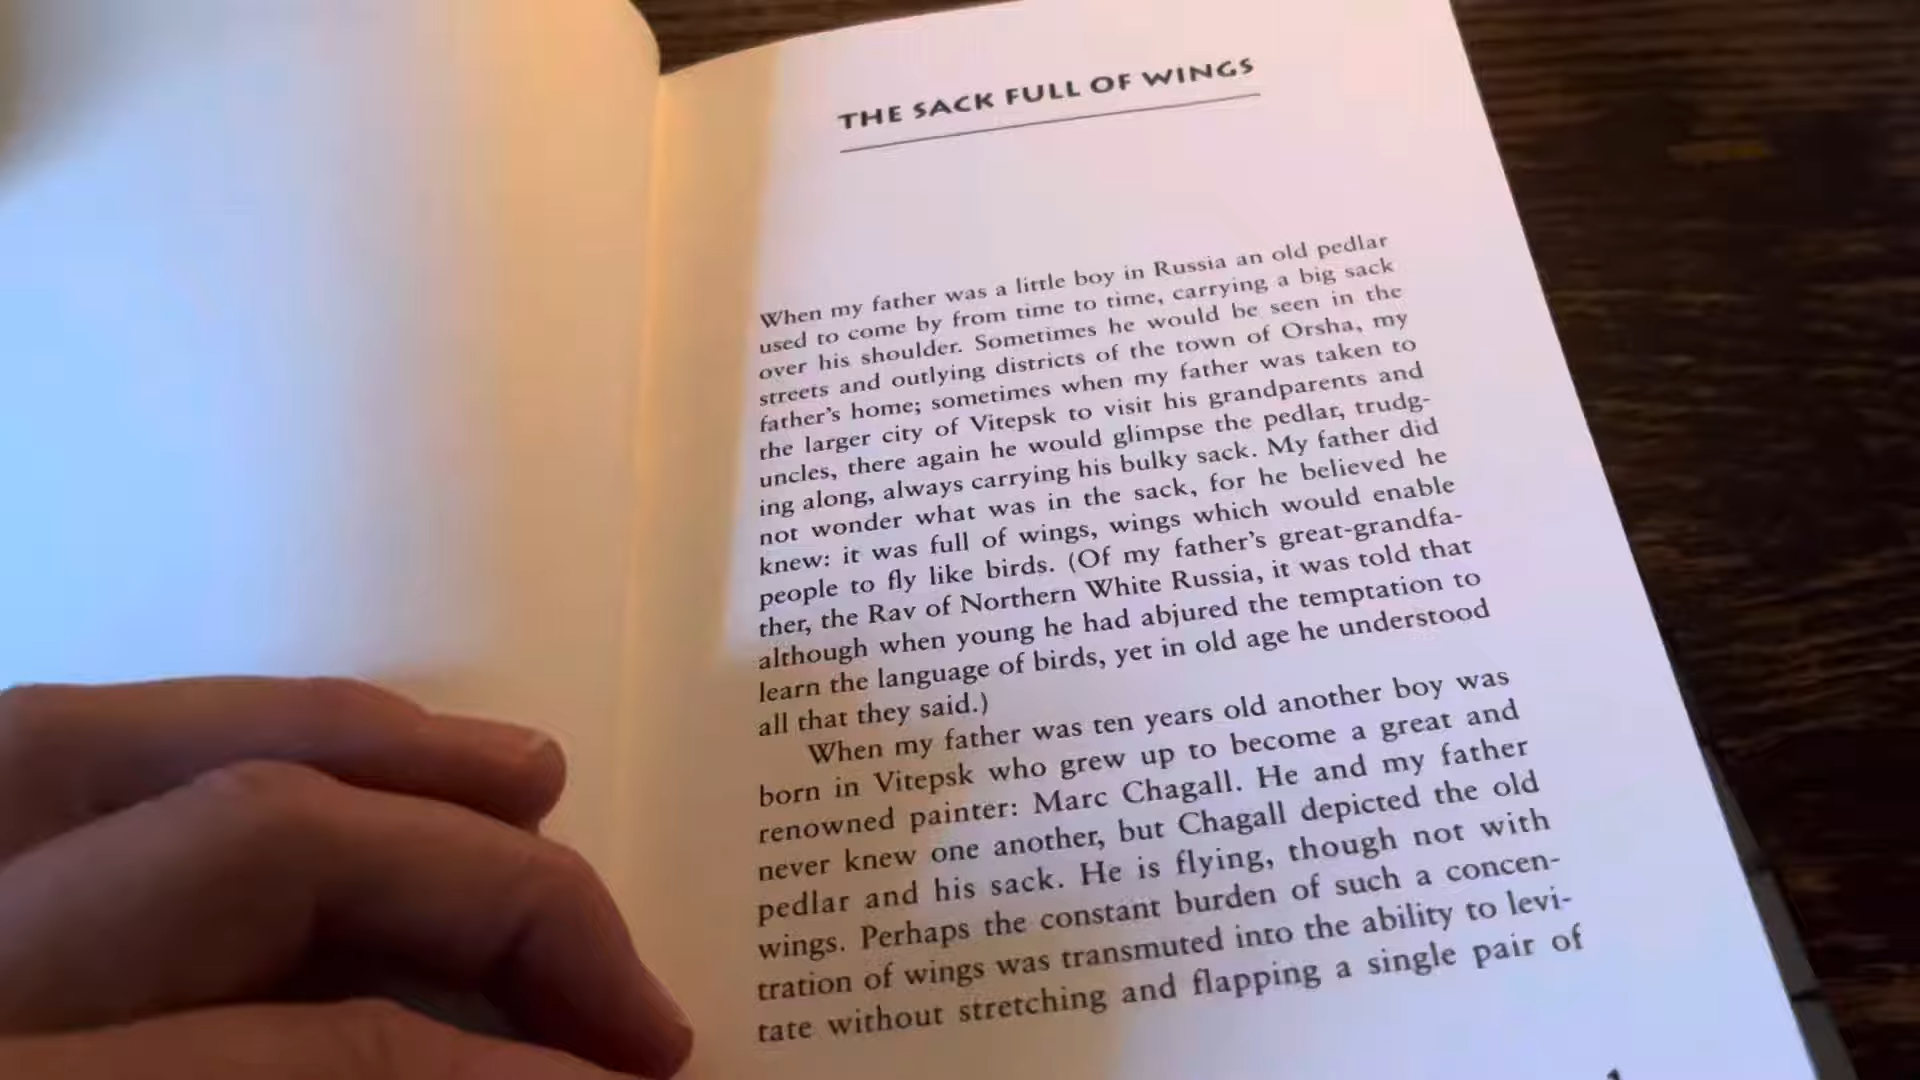 THE SACK FULL OF WINGS
When my father was a little boy in Russia an old pedlar
used to come by from time to time, carrying a big sack
over his shoulder. Sometimes he would be seen in the
streets and outlying districts of the town of Orsha, my
father's home; sometimes when my father was taken to
the larger city of Vitepsk to visit his grandparents and
uncles, there again he would glimpse the pedlar, trudg-
ing along, always carrying his bulky sack. My father did
not wonder what was in the sack, for he believed he
knew: it was full of wings, wings which would enable
people to fly like birds. (Of my father's great-grandfa-
ther, the Rav of Northern White Russia, it was told that
although when young he had abjured the temptation to
learn the language of birds, yet in old age he understood
all that they said.)
When my father was ten years old another boy was
born in Vitepsk who grew up to become a great and
renowned painter: Marc Chagall. He and my father
never knew one another, but Chagall depicted the old
pedlar and his sack. He is flying, though not with
wings. Perhaps the constant burden of such a concen-
tration of wings was transmuted into the ability to levi-
tate without stretching and flapping a single pair of